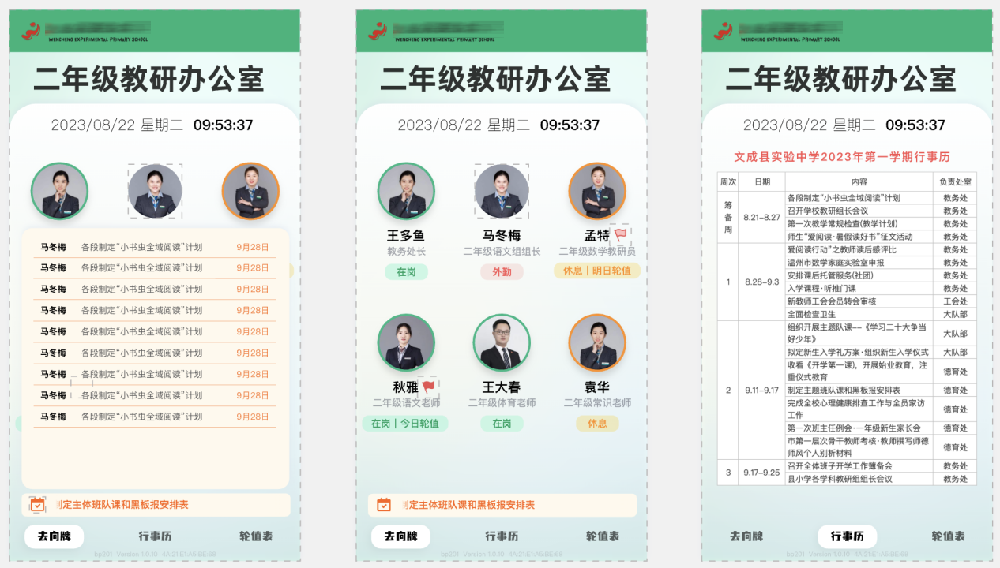 WENCHENG EXPERIMENTAL PRIMARY SCHOOL
二年级教研办公室
2023/08/22 星期二 09:53:37
马冬梅 各段制定“小书虫全域阅读”计划 9月28日
马冬梅 各段制定“小书虫全域阅读”计划 9月28日
马冬梅 各段制定“小书虫全域阅读”计划 9月28日
马冬梅 各段制定“小书虫全域阅读”计划 9月28日
马冬梅 各段制定“小书虫全域阅读”计划 9月28日
马冬梅 各段制定“小书虫全域阅读”计划 9月28日
马冬梅 各段制定“小书虫全域阅读”计划 9月28日
马冬梅 各段制定“小书虫全域阅读”计划 9月28日
马冬梅 各段制定“小书虫全域阅读”计划 9月28日
定主体班队课和黑板报安排表
去向牌 行事历 轮值表
bp201 Version 1.0.10 4A:21:E1:A5:BE:68
WENCHENG EXPERIMENTAL PRIMARY SCHOOL
二年级教研办公室
2023/08/22 星期二 09:53:37
王多鱼 马冬梅 孟特
教务处长 二年级语文组组长 二年级数学教研员
在岗 外勤 休息 | 明日轮值
秋雅 王大春 袁华
二年级语文老师 二年级体育老师 二年级常识老师
在岗 | 今日轮值 在岗 休息
定主体班队课和黑板报安排表
去向牌 行事历 轮值表
bp201 Version 1.0.10 4A:21:E1:A5:BE:68
WENCHENG EXPERIMENTAL PRIMARY SCHOOL
二年级教研办公室
2023/08/22 星期二 09:53:37
文成县实验中学2023年第一学期行事历
周次 日期 内容 负责处室
筹备周 8.21-8.27 各段制定“小书虫全域阅读”计划 教务处
召开学校教研组长会议 教务处
第一次教学常规检查(教学计划) 教务处
师生“爱阅读·暑假读好书”征文活动 教务处
1 8.28-9.3 爱阅读行动”之教师读后感评比 教务处
温州市数学家庭实验室申报 教务处
安排课后托管服务(社团) 教务处
入学课程·听推门课 教务处
新教师工会会员转会审核 工会处
全面检查卫生 大队部
2 9.11-9.17 组织开展主题队课--《学习二十大争当
好少年》 大队部
拟定新生入学礼方案·组织新生入学仪式 大队部
收看《开学第一课)，开展始业教育，注
重仪式教育 德育处
制定主题班队课和黑板报安排表 德育处
完成全校心理健康排查工作与全员家访
工作 德育处
第一次班主任例会·一年级新生家长会 德育处
市第一层次骨干教师考核·教师撰写师德
师风个人别析材料 德育处
3 9.17-9.25 召开全体班子开学工作簿备会 教务处
县小学各学科教研组组长会议 教务处
去向牌 行事历 轮值表
bp201 Version 1.0.10 4A:21:E1:A5:BE:68